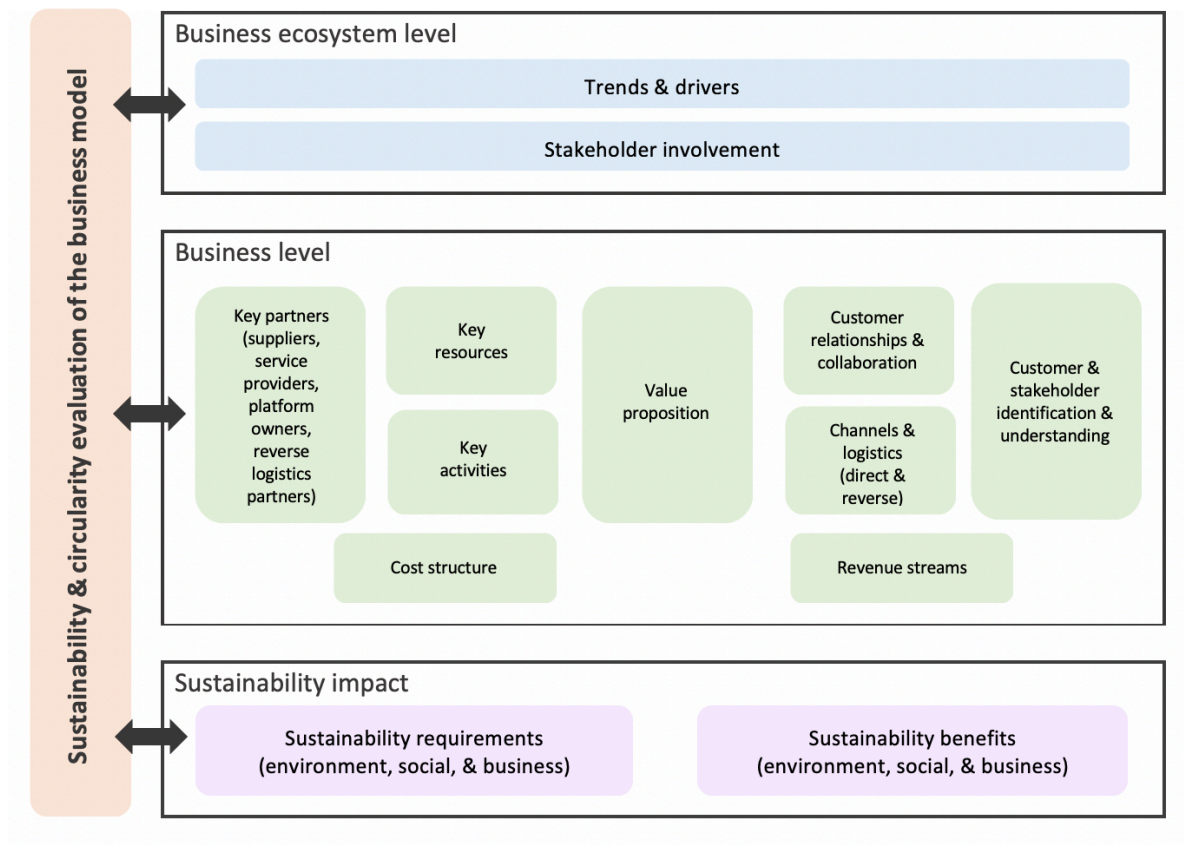 Sustainability & circularity evaluation of the business model
Business ecosystem level
Trends & drivers
Stakeholder involvement
Business level
Key partners
(suppliers,
service
providers,
platform
owners,
reverse
logistics
partners)
Key
resources
Key
activities
Value
proposition
Customer
relationships &
collaboration
Channels &
logistics
(direct &
reverse)
Customer &
stakeholder
identification &
understanding
Cost structure
Revenue streams
Sustainability impact
Sustainability requirements
(environment, social, & business)
Sustainability benefits
(environment, social, & business)